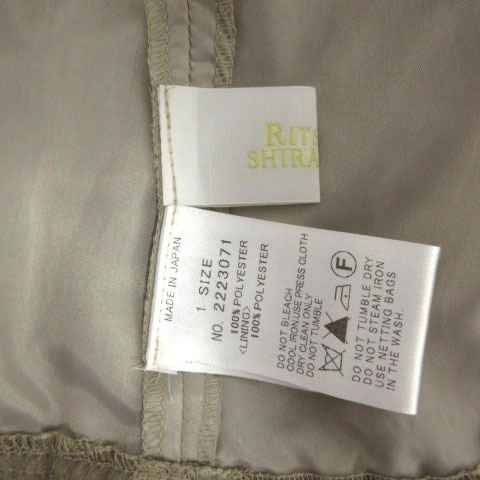 RITS
SHIRA
MADE IN JAPAN
1 SIZE
NO. 2223071
100% POLYESTER
<LINING>
100% POLYESTER
DO NOT BLEACH
COOL IRON.USE PRESS CLOTH
DRY CLEAN ONLY
DO NOT TUMBLE
F
DO NOT TUMBLE DRY
DO NOT STEAM IRON
USE NETTING BAGS
IN THE WASH.